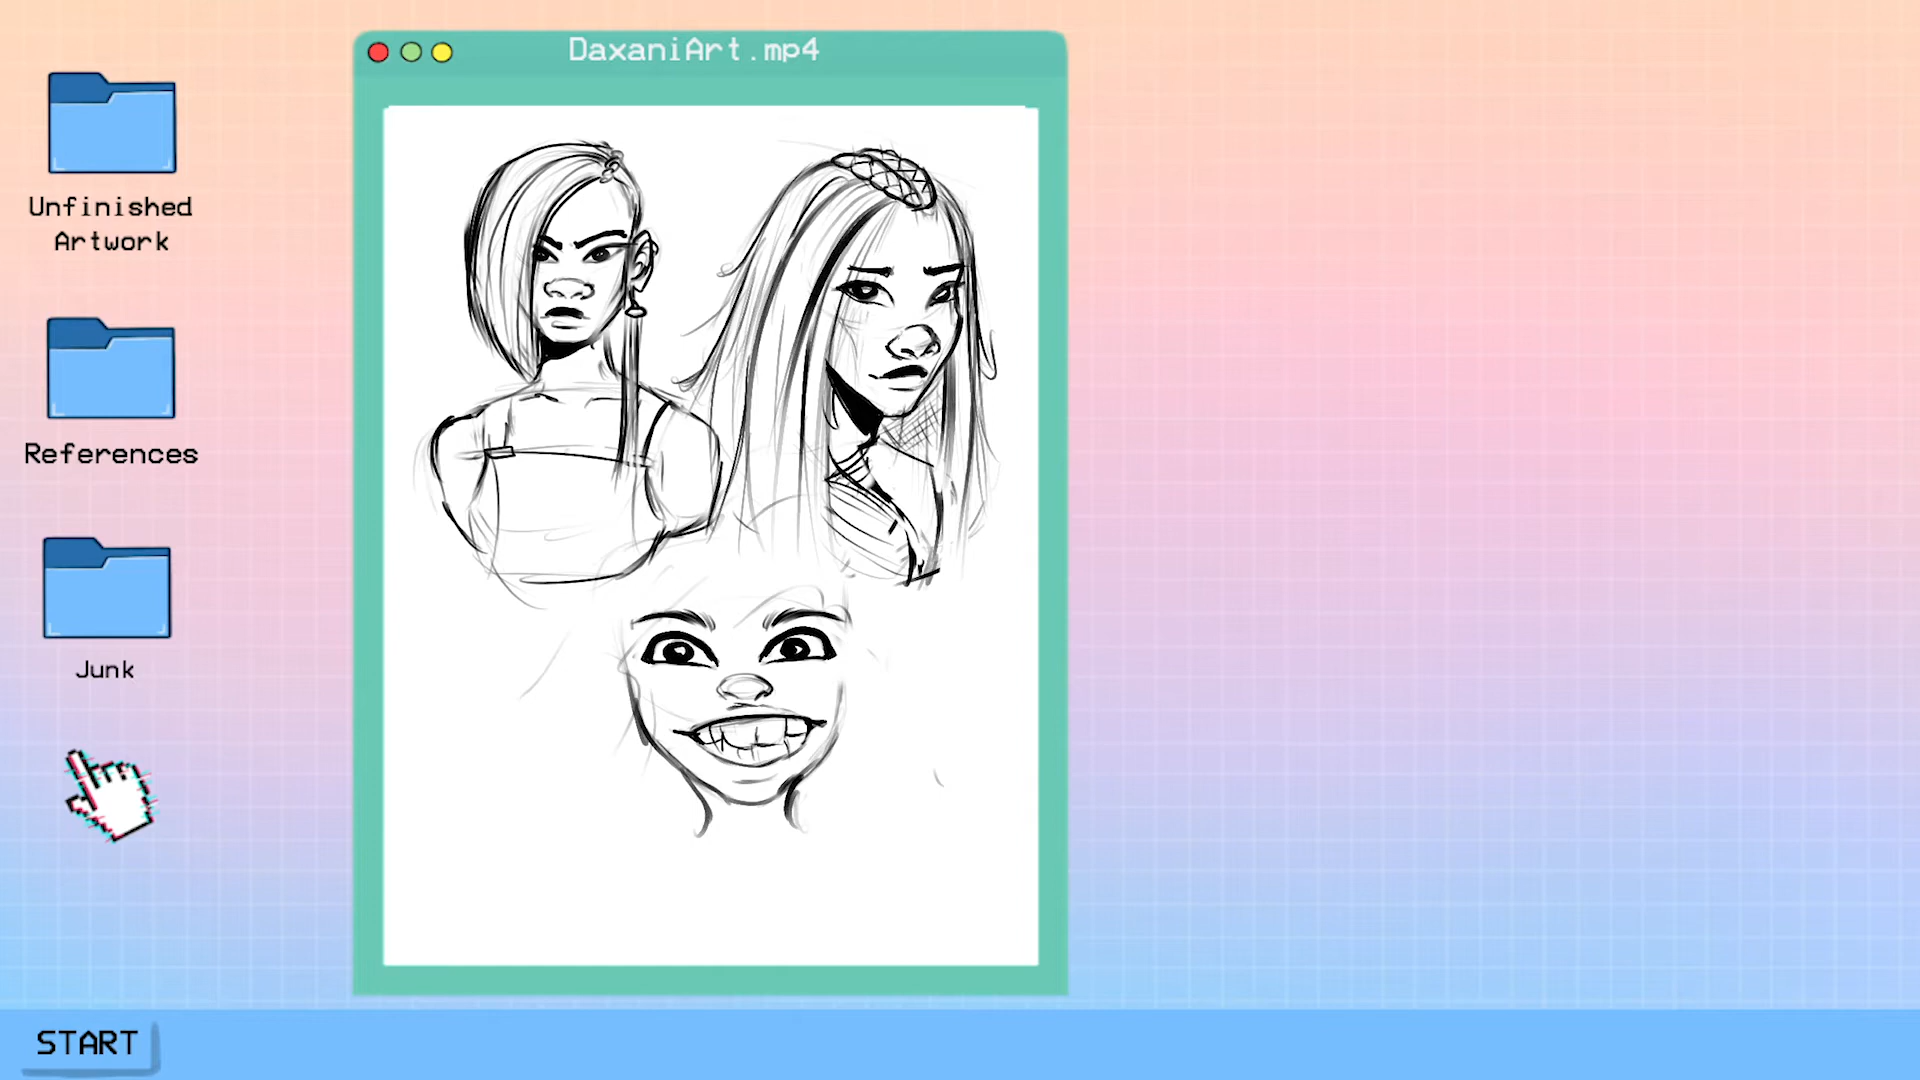 DaxaniArt.mp4
Unfinished
Artwork
References
Junk
START